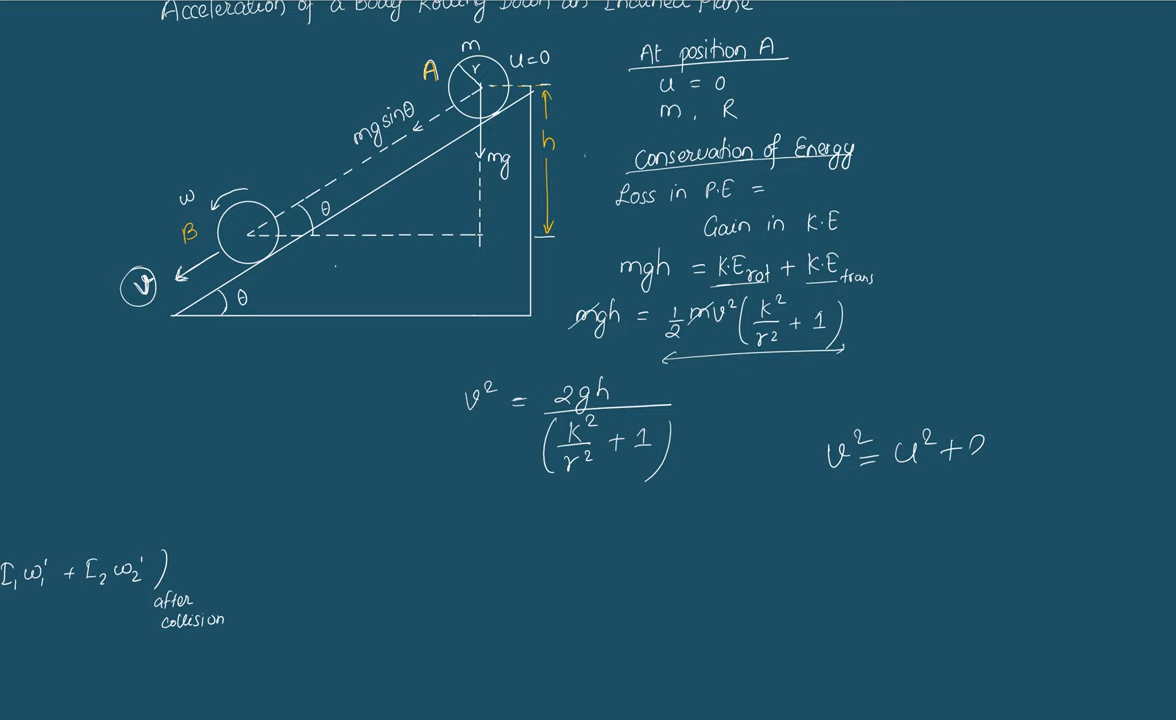 Acceleration of a Body Rolling Down an Inclined Plane
m
r
A
u=0
mg sinθ
h
mg
ω
B
θ
v
θ
At position A
u = 0
m, R
Conservation of Energy
Loss in P.E =
Gain in K.E
mgh = K.E rot + K.E trans
mgh = 1/2 mv² (k²/r² + 1)
v² = 2gh / (k²/r² + 1)
v² = u² + 2
I₁ω₁' + I₂ω₂' )
after
collision